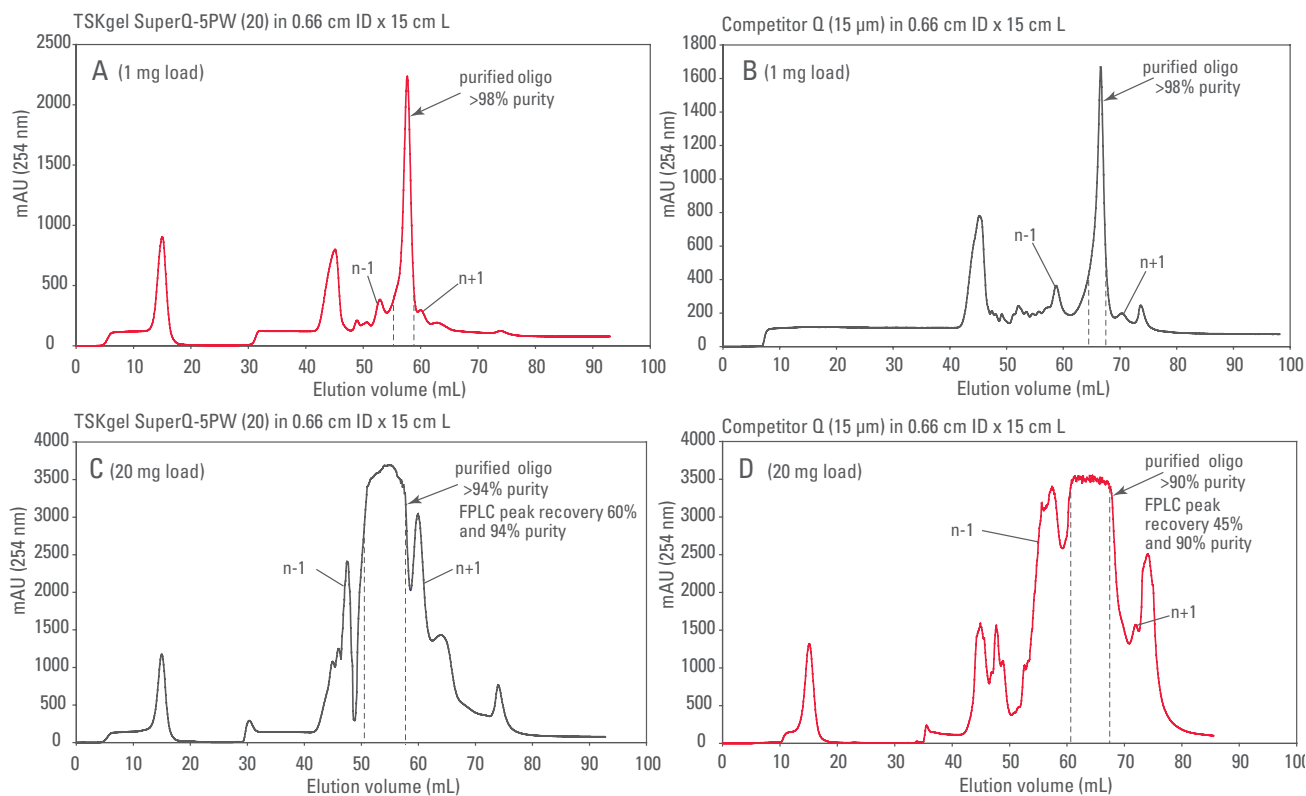 TSKgel SuperQ-5PW (20) in 0.66 cm ID x 15 cm L
A (1 mg load)
purified oligo
>98% purity
n-1
n+1
mAU (254 nm)
2500
2000
1500
1000
500
0
0 10 20 30 40 50 60 70 80 90 100
Elution volume (mL)
Competitor Q (15 µm) in 0.66 cm ID x 15 cm L
B (1 mg load)
purified oligo
>98% purity
n-1
n+1
mAU (254 nm)
1800
1600
1400
1200
1000
800
600
400
200
0
0 10 20 30 40 50 60 70 80 90 100
Elution volume (mL)
TSKgel SuperQ-5PW (20) in 0.66 cm ID x 15 cm L
C (20 mg load)
purified oligo
>94% purity
FPLC peak recovery 60%
and 94% purity
n-1
n+1
mAU (254 nm)
4000
3500
3000
2500
2000
1500
1000
500
0
0 10 20 30 40 50 60 70 80 90 100
Elution volume (mL)
Competitor Q (15 µm) in 0.66 cm ID x 15 cm L
D (20 mg load)
purified oligo
>90% purity
FPLC peak
recovery 45%
and 90% purity
n-1
n+1
mAU (254 nm)
4000
3500
3000
2500
2000
1500
1000
500
0
0 10 20 30 40 50 60 70 80 90 100
Elution volume (mL)